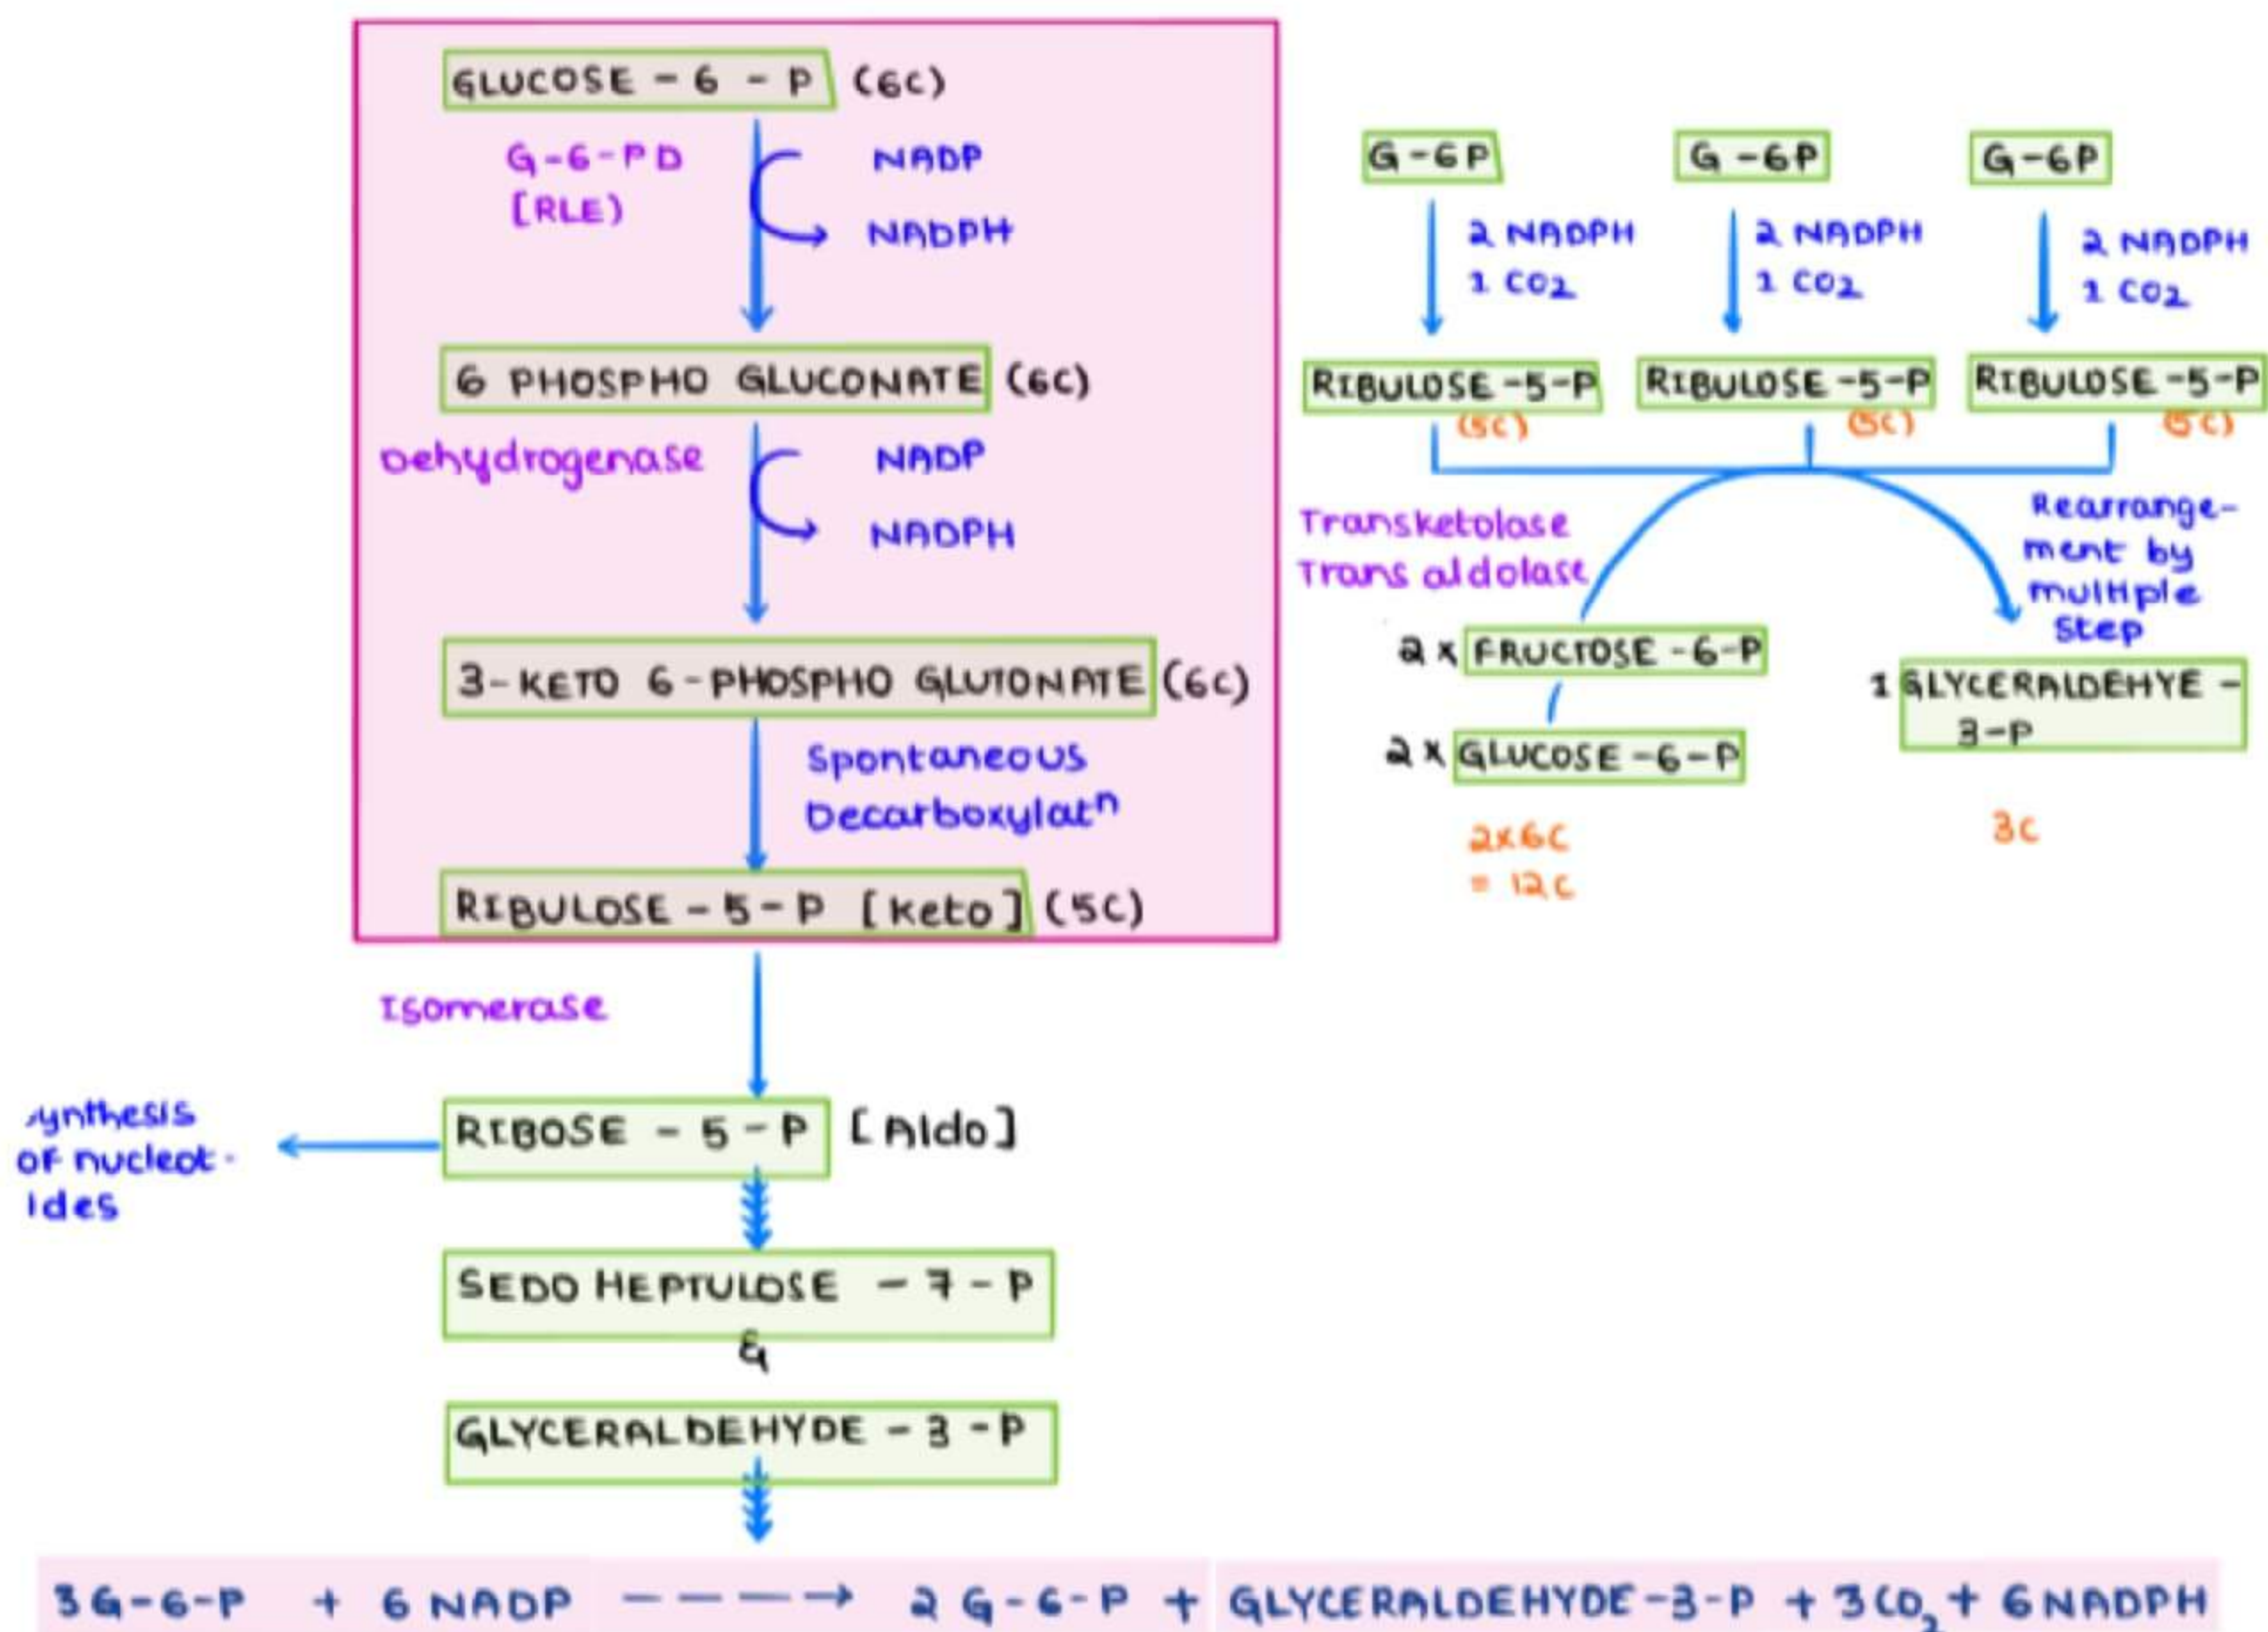 GLUCOSE - 6 - P (6C)
G-6-PD
[RLE)
NADP
NADPH
6 PHOSPHO GLUCONATE (6C)
Dehydrogenase
NADP
NADPH
3-KETO 6-PHOSPHO GLUTONATE (6C)
Spontaneous
Decarboxylatⁿ
RIBULOSE - 5 - P [keto] (5C)
Isomerase
RIBOSE - 5 - P [Aldo]
ynthesis
of nucleot-
ides
SEDO HEPTULOSE - 7 - P
&
GLYCERALDEHYDE - 3 - P
G-6P G-6P G-6P
2 NADPH 2 NADPH 2 NADPH
1 CO2 1 CO2 1 CO2
RIBULOSE-5-P RIBULOSE-5-P RIBULOSE-5-P
(5C) (5C) (5C)
Transketolase
Trans aldolase
Rearrange-
ment by
multiple
Step
2 x FRUCTOSE-6-P
2 x GLUCOSE-6-P
2x6C
= 12C
1 GLYCERALDEHYE -
3-P
3C
3G-6-P + 6 NADP ----→ 2 G-6-P + GLYCERALDEHYDE-3-P + 3CO₂ + 6NADPH